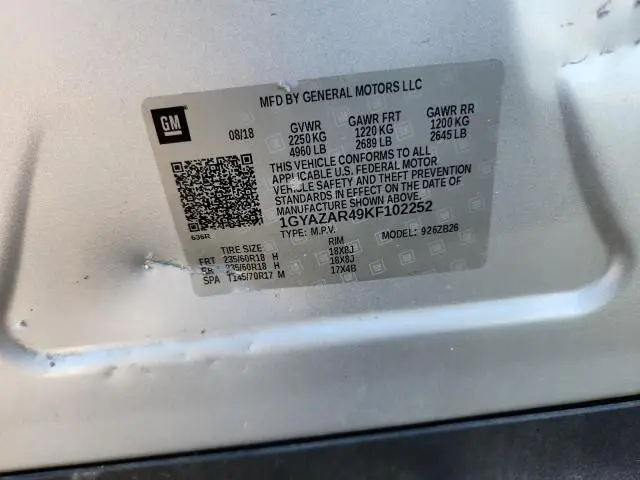 MFD BY GENERAL MOTORS LLC
GM
08/18 GVWR GAWR FRT GAWR RR
2250 KG 1220 KG 1200 KG
4960 LB 2689 LB 2645 LB
THIS VEHICLE CONFORMS TO ALL
APPLICABLE U.S. FEDERAL MOTOR
VEHICLE SAFETY AND THEFT PREVENTION
STANDARDS IN EFFECT ON THE DATE OF
MANUFACTURE SHOWN ABOVE.
1GYAZAR49KF102252
636R
TYPE: M.P.V. MODEL: 926ZB26
TIRE SIZE RIM
FRT 235/60R18 H 18X8J
RR 235/60R18 H 18X8J
SPA T145/70R17 M 17X4B